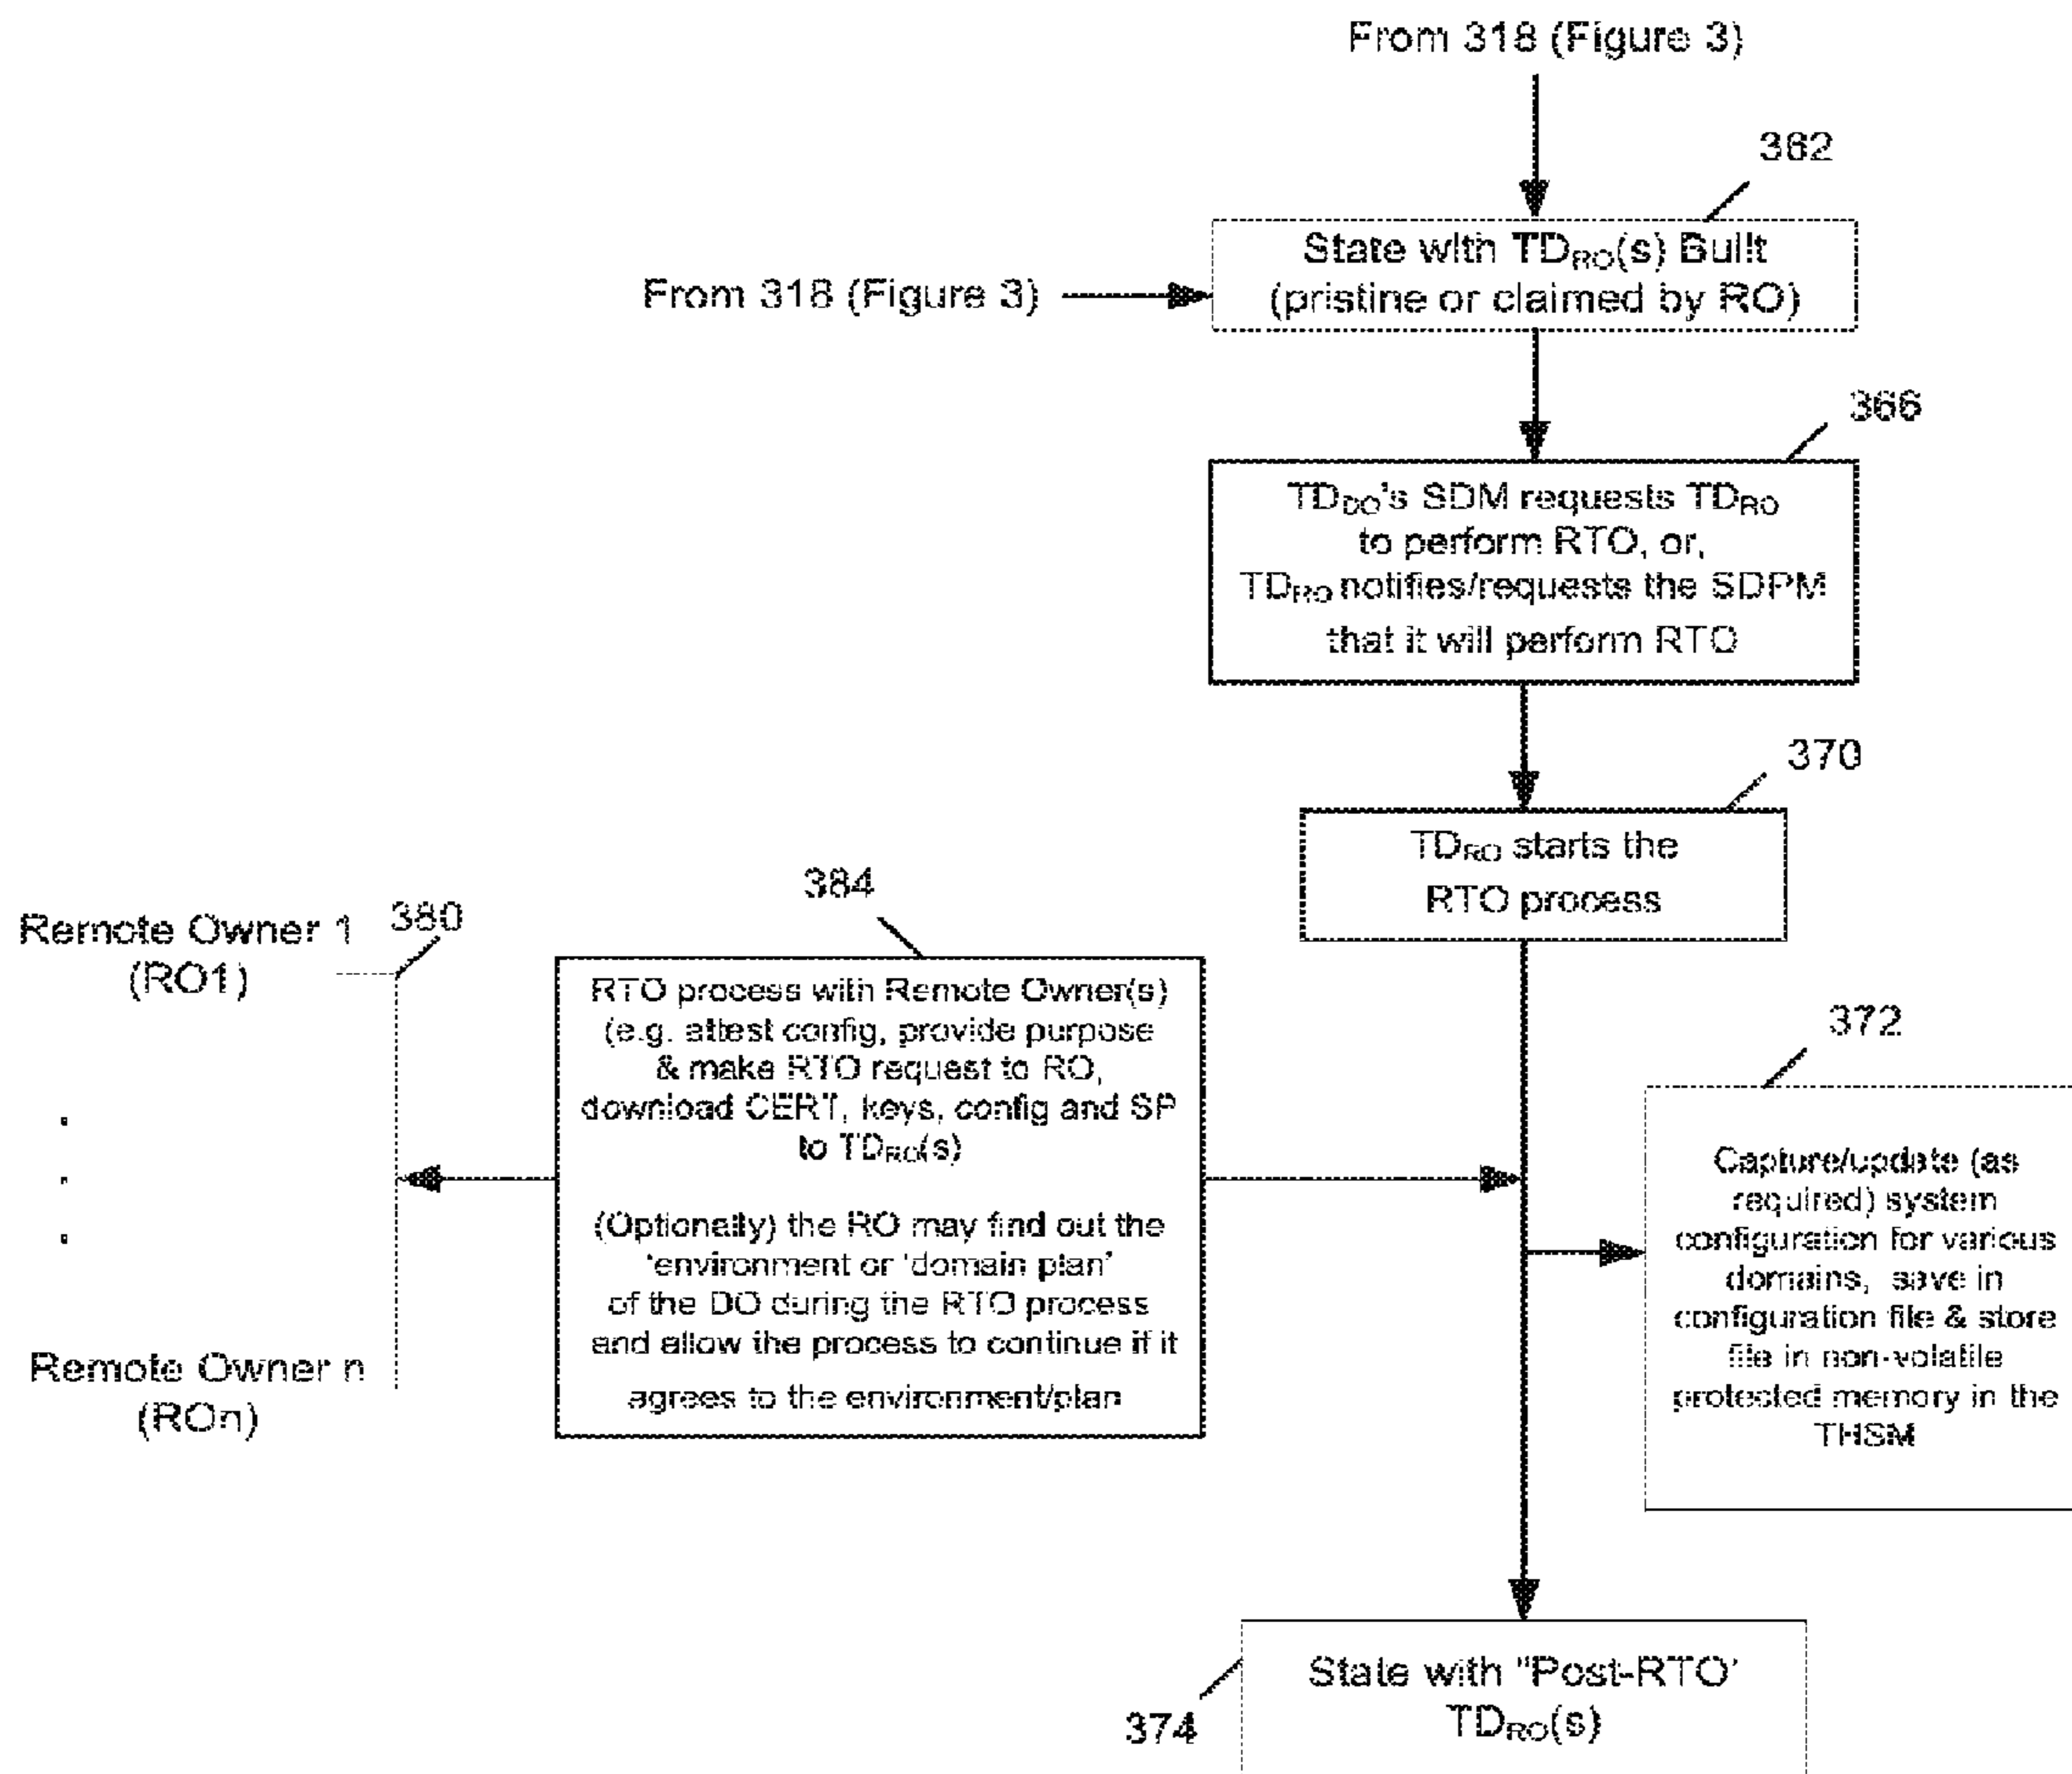 From 318 (Figure 3)
362
State with TDRO(s) Built
(pristine or claimed by RO)
From 318 (Figure 3)
366
TDDO's SDM requests TDRO
to perform RTO, or,
TDRO notifies/requests the SDPM
that it will perform RTO
370
TDRO starts the
RTO process
384
RTO process with Remote Owner(s)
(e.g. attest config, provide purpose
& make RTO request to RO,
download CERT, keys, config and SP
to TDRO(s)
(Optionally) the RO may find out the
'environment or 'domain plan'
of the DO during the RTO process
and allow the process to continue if it
agrees to the environment/plan
Remote Owner 1
(RO1)
380
.
.
.
Remote Owner n
(ROn)
372
Capture/update (as
required) system
configuration for various
domains, save in
configuration file & store
file in non-volatile
protected memory in the
THSM
State with "Post-RTO'
TDRO(s)
374